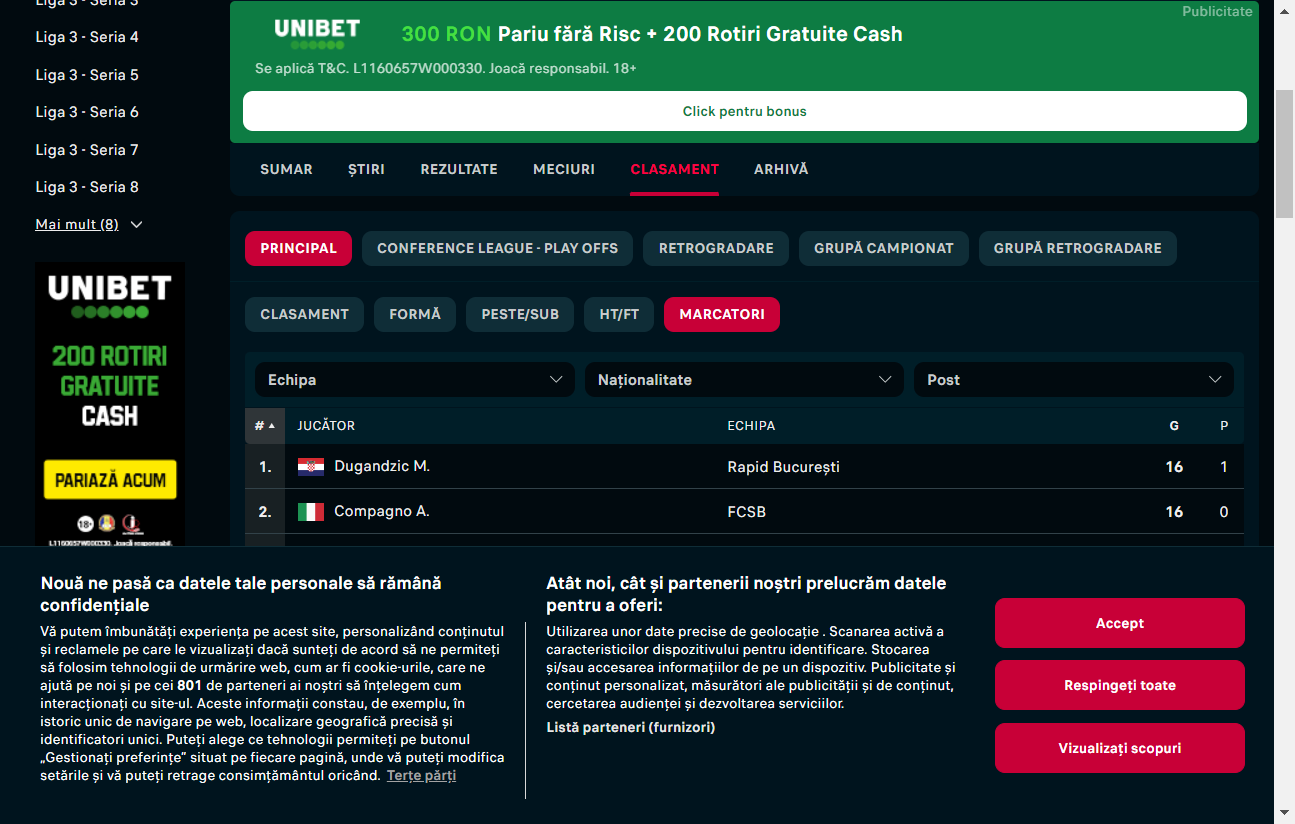 Liga 3 - Seria 3
Liga 3 - Seria 4
Liga 3 - Seria 5
Liga 3 - Seria 6
Liga 3 - Seria 7
Liga 3 - Seria 8
Mai mult (8)
UNIBET
200 ROTIRI
GRATUITE
CASH
PARIAZĂ ACUM
18+
L1160657W000330. Joacă responsabil.
Publicitate
UNIBET
300 RON Pariu fără Risc + 200 Rotiri Gratuite Cash
Se aplică T&C. L1160657W000330. Joacă responsabil. 18+
Click pentru bonus
SUMAR ȘTIRI REZULTATE MECIURI CLASAMENT ARHIVĂ
PRINCIPAL CONFERENCE LEAGUE - PLAY OFFS RETROGRADARE GRUPĂ CAMPIONAT GRUPĂ RETROGRADARE
CLASAMENT FORMĂ PESTE/SUB HT/FT MARCATORI
Echipa Naționalitate Post
# JUCĂTOR ECHIPA G P
1. Dugandzic M. Rapid București 16 1
2. Compagno A. FCSB 16 0
Nouă ne pasă ca datele tale personale să rămână
confidențiale
Vă putem îmbunătăți experiența pe acest site, personalizând conținutul
și reclamele pe care le vizualizați dacă sunteți de acord să ne permiteți
să folosim tehnologii de urmărire web, cum ar fi cookie-urile, care ne
ajută pe noi și pe cei 801 de parteneri ai noștri să înțelegem cum
interacționați cu site-ul. Aceste informații constau, de exemplu, în
istoric unic de navigare pe web, localizare geografică precisă și
identificatori unici. Puteți alege ce tehnologii permiteți pe butonul
„Gestionați preferințe” situat pe fiecare pagină, unde vă puteți modifica
setările și vă puteți retrage consimțământul oricând. Terțe părți
Atât noi, cât și partenerii noștri prelucrăm datele
pentru a oferi:
Utilizarea unor date precise de geolocație . Scanarea activă a
caracteristicilor dispozitivului pentru identificare. Stocarea
și/sau accesarea informațiilor de pe un dispozitiv. Publicitate și
conținut personalizat, măsurători ale publicității și de conținut,
cercetarea audienței și dezvoltarea serviciilor.
Listă parteneri (furnizori)
Accept
Respingeți toate
Vizualizați scopuri